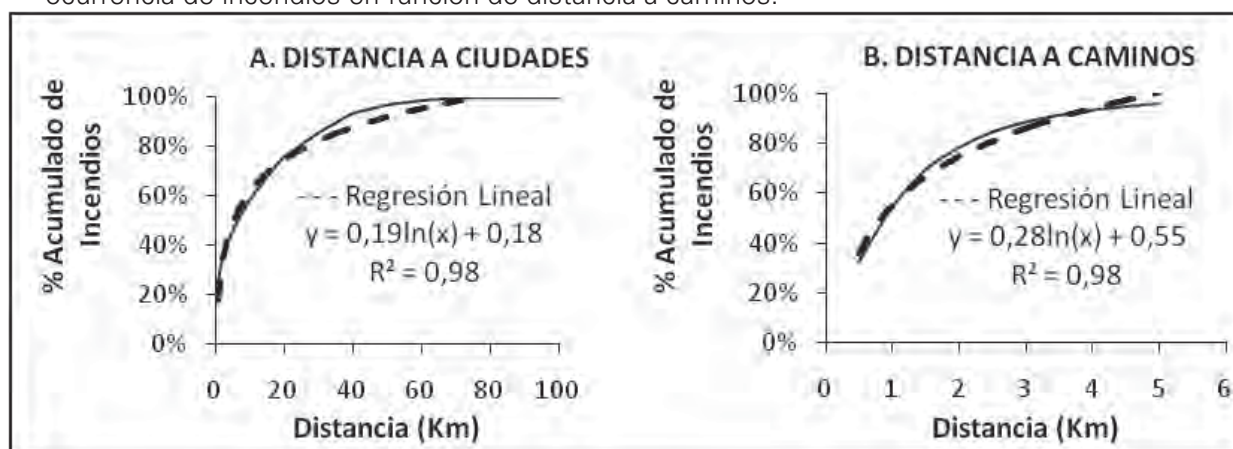 ocurrencia de incendios en función de distancia a caminos.
A. DISTANCIA A CIUDADES
% Acumulado de
Incendios
100%
80%
60%
40%
20%
0%
--- Regresión Lineal
y = 0,19ln(x) + 0,18
R² = 0,98
0 20 40 60 80 100
Distancia (Km)
B. DISTANCIA A CAMINOS
% Acumulado de
Incendios
100%
80%
60%
40%
20%
0%
--- Regresión Lineal
y = 0,28ln(x) + 0,55
R² = 0,98
0 1 2 3 4 5 6
Distancia (Km)